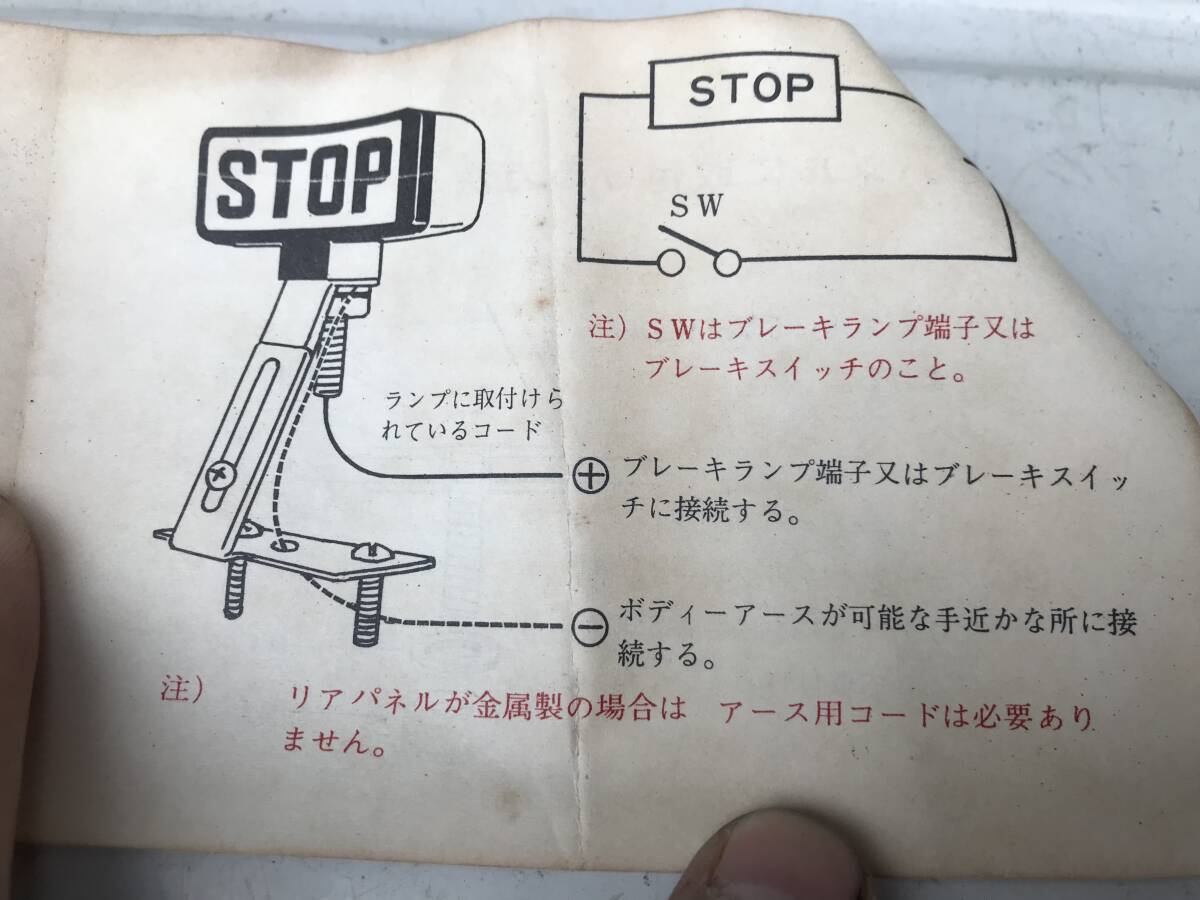 STOP
STOP
SW
注) SWはブレーキランプ端子又は
ブレーキスイッチのこと。
ランプに取付けら
れているコード
⊕ ブレーキランプ端子又はブレーキスイッ
チに接続する。
⊖ ボディーアースが可能な手近かな所に接
続する。
注) リアパネルが金属製の場合は アース用コードは必要あり
ません。